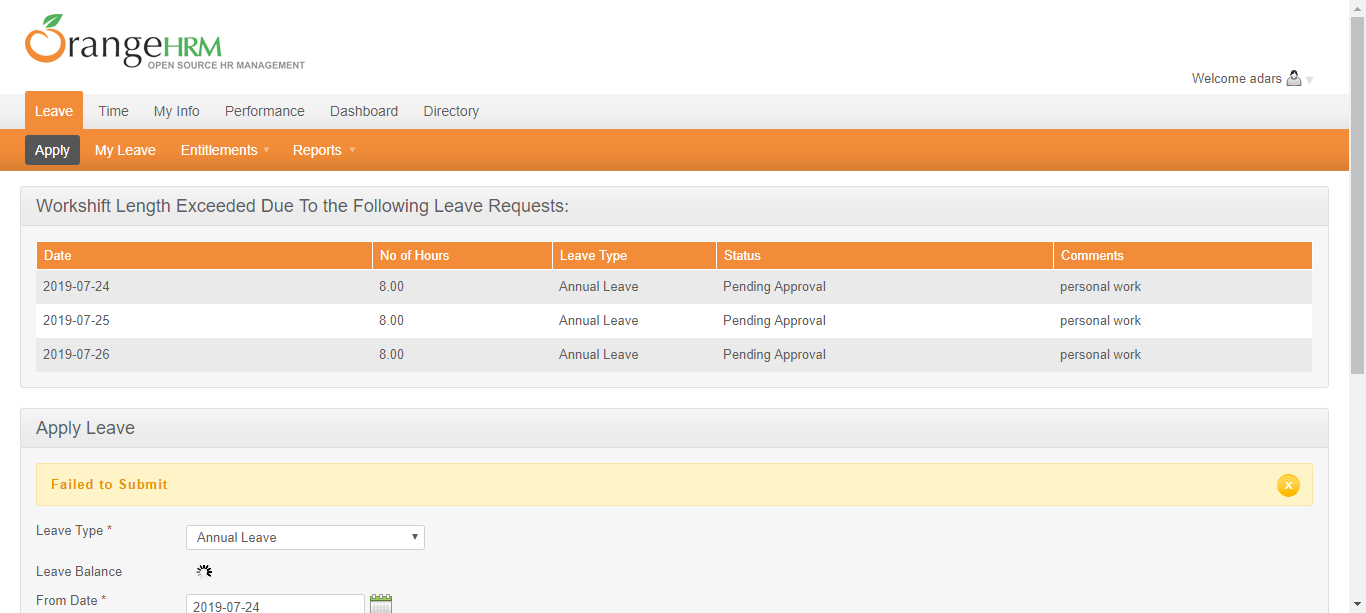 OrangeHRM
OPEN SOURCE HR MANAGEMENT
Welcome adars
Leave Time My Info Performance Dashboard Directory
Apply My Leave Entitlements Reports
Workshift Length Exceeded Due To the Following Leave Requests:
Date No of Hours Leave Type Status Comments
2019-07-24 8.00 Annual Leave Pending Approval personal work
2019-07-25 8.00 Annual Leave Pending Approval personal work
2019-07-26 8.00 Annual Leave Pending Approval personal work
Apply Leave
Failed to Submit
Leave Type * Annual Leave
Leave Balance
From Date * 2019-07-24